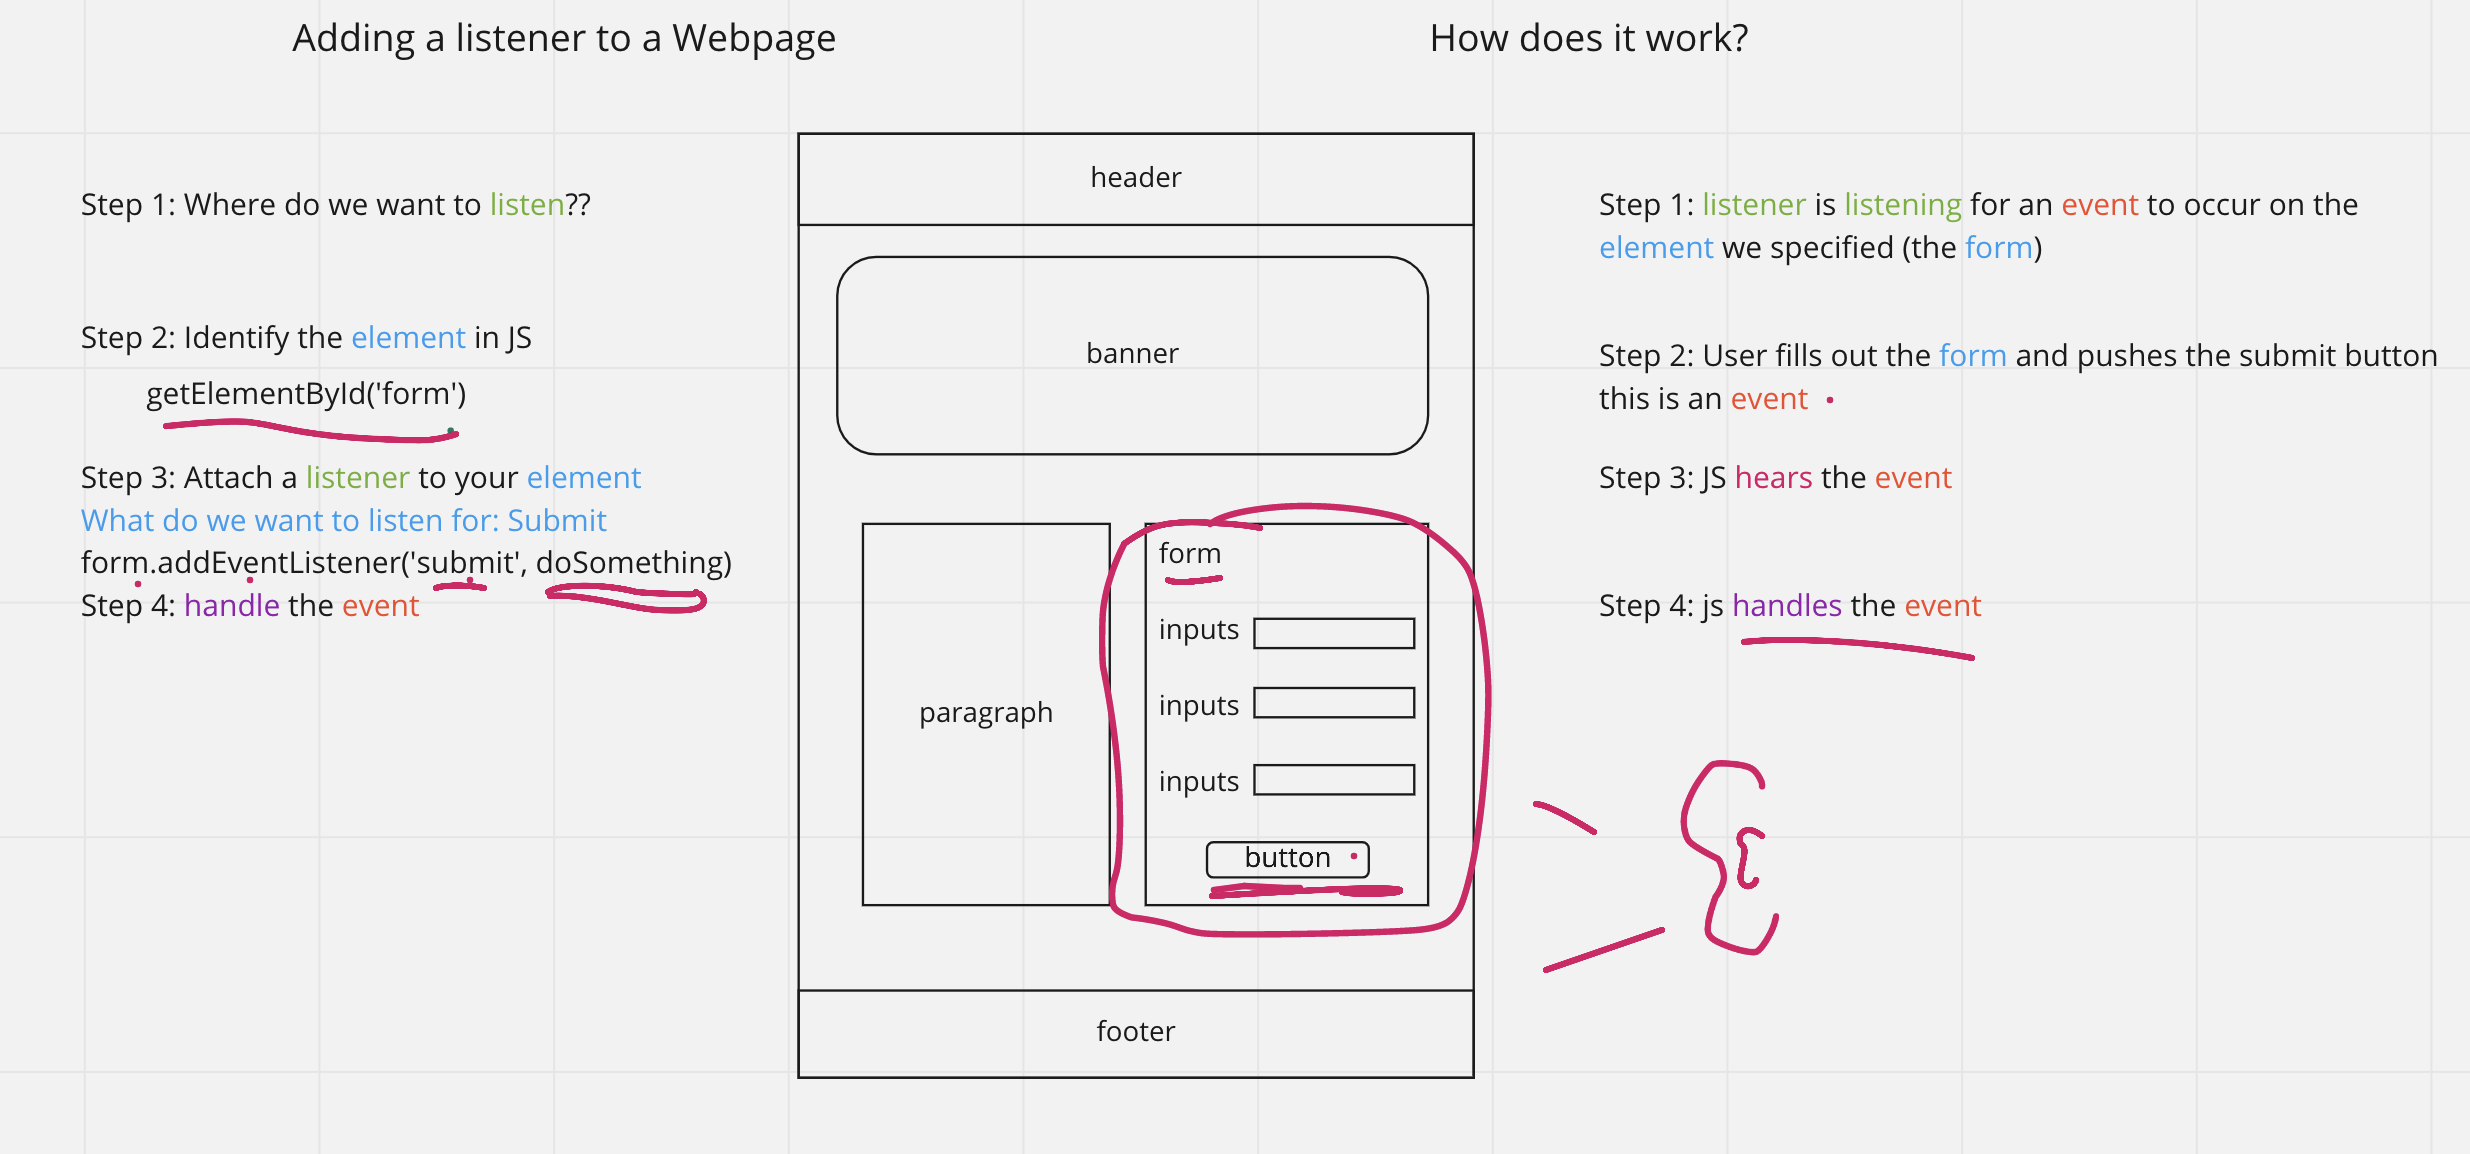 Adding a listener to a Webpage
Step 1: Where do we want to listen??
Step 2: Identify the element in JS
getElementById('form')
Step 3: Attach a listener to your element
What do we want to listen for: Submit
form.addEventListener('submit', doSomething)
Step 4: handle the event
header
banner
paragraph
form
inputs
inputs
inputs
button
footer
How does it work?
Step 1: listener is listening for an event to occur on the
element we specified (the form)
Step 2: User fills out the form and pushes the submit button
this is an event
Step 3: JS hears the event
Step 4: js handles the event